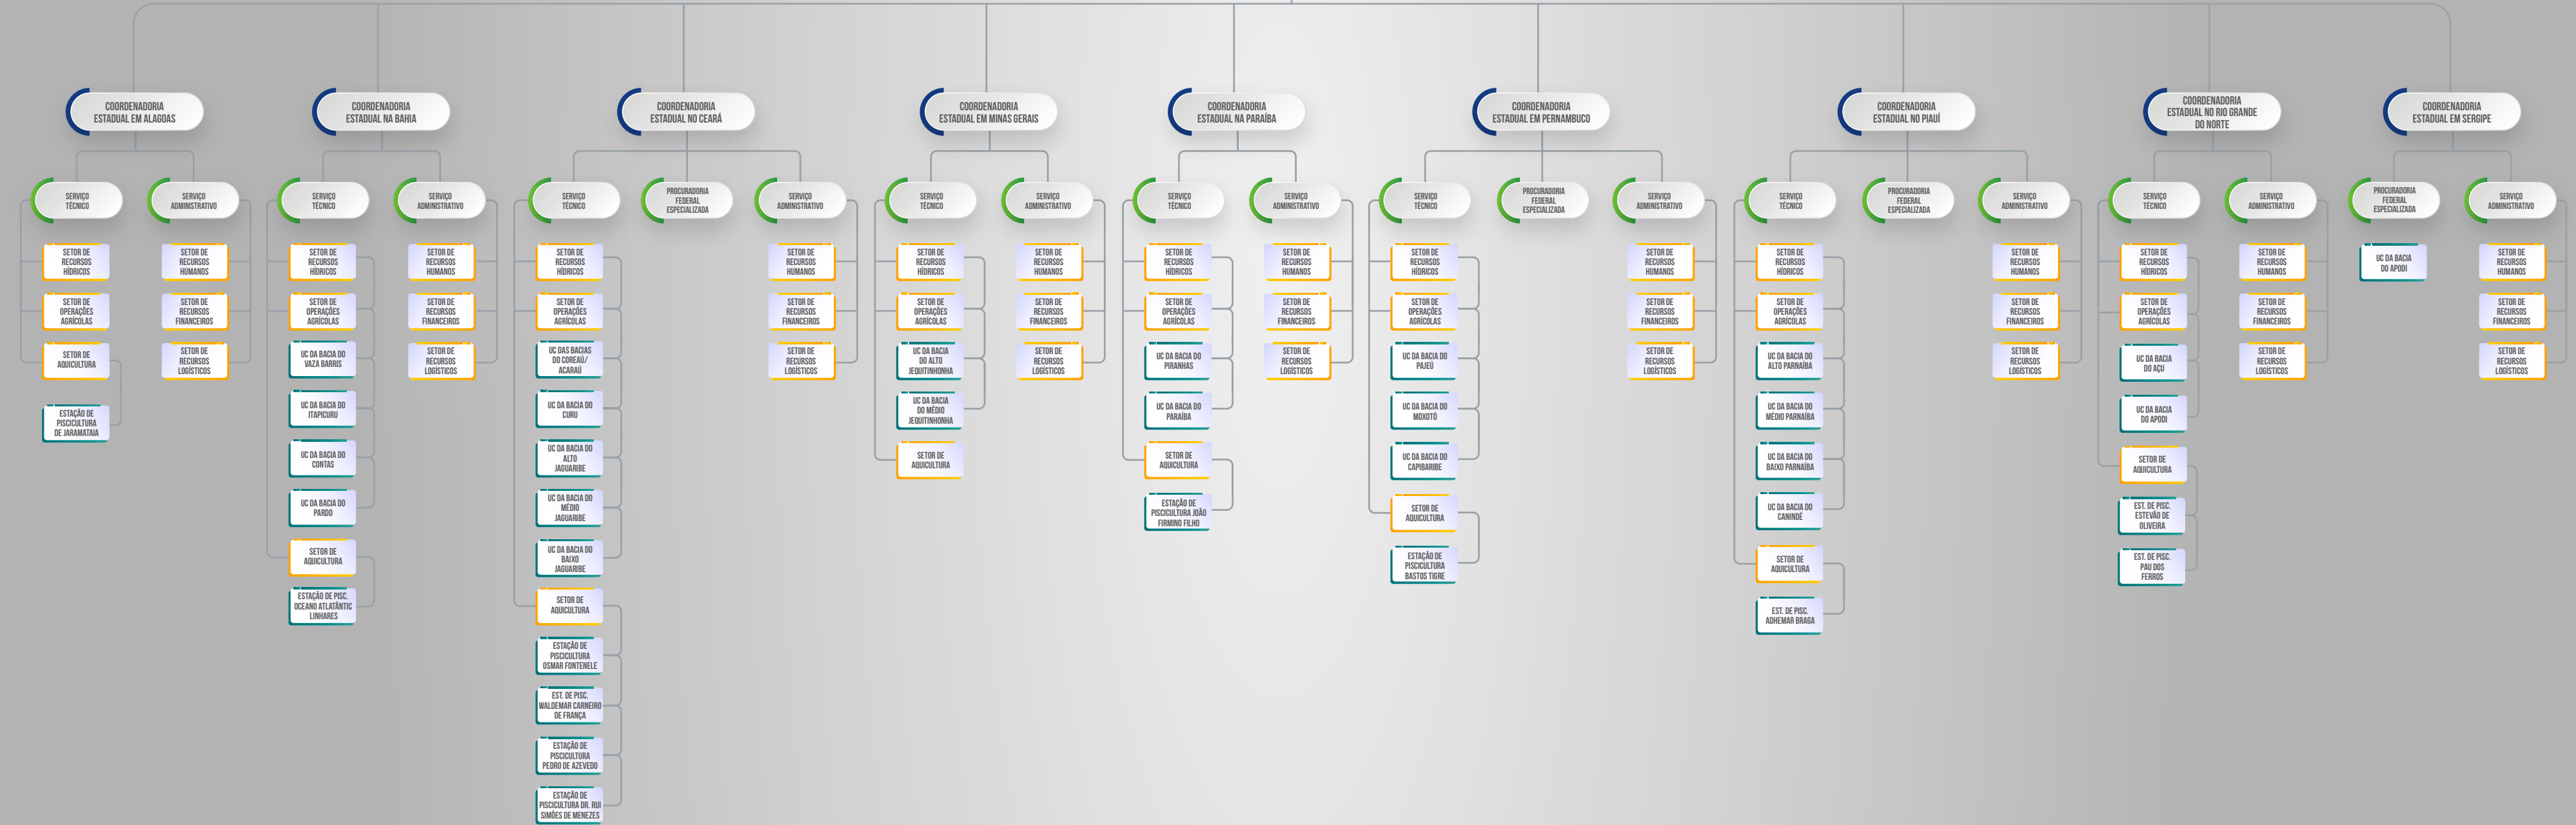 COORDENADORIA
ESTADUAL EM ALAGOAS
SERVIÇO
TÉCNICO
SETOR DE
RECURSOS
HÍDRICOS
SETOR DE
OPERAÇÕES
AGRÍCOLAS
SETOR DE
AQUICULTURA
ESTAÇÃO DE
PISCICULTURA
DE JARAMATAIA
SERVIÇO
ADMINISTRATIVO
SETOR DE
RECURSOS
HUMANOS
SETOR DE
RECURSOS
FINANCEIROS
SETOR DE
RECURSOS
LOGÍSTICOS
COORDENADORIA
ESTADUAL NA BAHIA
SERVIÇO
TÉCNICO
SETOR DE
RECURSOS
HÍDRICOS
SETOR DE
OPERAÇÕES
AGRÍCOLAS
UC DA BACIA DO
VAZA BARRIS
UC DA BACIA DO
ITAPICURU
UC DA BACIA DO
CONTAS
UC DA BACIA DO
PARDO
SETOR DE
AQUICULTURA
ESTAÇÃO DE PISC.
OCEANO ATLATÂNTIC
LINHARES
SERVIÇO
ADMINISTRATIVO
SETOR DE
RECURSOS
HUMANOS
SETOR DE
RECURSOS
FINANCEIROS
SETOR DE
RECURSOS
LOGÍSTICOS
COORDENADORIA
ESTADUAL NO CEARÁ
SERVIÇO
TÉCNICO
SETOR DE
RECURSOS
HÍDRICOS
SETOR DE
OPERAÇÕES
AGRÍCOLAS
UC DAS BACIAS
DO COREAÚ/
ACARAÚ
UC DA BACIA DO
CURU
UC DA BACIA DO
ALTO
JAGUARIBE
UC DA BACIA DO
MÉDIO
JAGUARIBE
UC DA BACIA DO
BAIXO
JAGUARIBE
SETOR DE
AQUICULTURA
ESTAÇÃO DE
PISCICULTURA
OSMAR FONTENELE
EST. DE PISC.
WALDEMAR CARNEIRO
DE FRANÇA
ESTAÇÃO DE
PISCICULTURA
PEDRO DE AZEVEDO
ESTAÇÃO DE
PISCICULTURA DR. RUI
SIMÕES DE MENEZES
PROCURADORIA
FEDERAL
ESPECIALIZADA
SERVIÇO
ADMINISTRATIVO
SETOR DE
RECURSOS
HUMANOS
SETOR DE
RECURSOS
FINANCEIROS
SETOR DE
RECURSOS
LOGÍSTICOS
COORDENADORIA
ESTADUAL EM MINAS GERAIS
SERVIÇO
TÉCNICO
SETOR DE
RECURSOS
HÍDRICOS
SETOR DE
OPERAÇÕES
AGRÍCOLAS
UC DA BACIA
DO ALTO
JEQUITINHONHA
UC DA BACIA
DO MÉDIO
JEQUITINHONHA
SETOR DE
AQUICULTURA
SERVIÇO
ADMINISTRATIVO
SETOR DE
RECURSOS
HUMANOS
SETOR DE
RECURSOS
FINANCEIROS
SETOR DE
RECURSOS
LOGÍSTICOS
COORDENADORIA
ESTADUAL NA PARAÍBA
SERVIÇO
TÉCNICO
SETOR DE
RECURSOS
HÍDRICOS
SETOR DE
OPERAÇÕES
AGRÍCOLAS
UC DA BACIA DO
PIRANHAS
UC DA BACIA DO
PARAÍBA
SETOR DE
AQUICULTURA
ESTAÇÃO DE
PISCICULTURA JOÃO
FIRMINO FILHO
SERVIÇO
ADMINISTRATIVO
SETOR DE
RECURSOS
HUMANOS
SETOR DE
RECURSOS
FINANCEIROS
SETOR DE
RECURSOS
LOGÍSTICOS
COORDENADORIA
ESTADUAL EM PERNAMBUCO
SERVIÇO
TÉCNICO
SETOR DE
RECURSOS
HÍDRICOS
SETOR DE
OPERAÇÕES
AGRÍCOLAS
UC DA BACIA DO
PAJEÚ
UC DA BACIA DO
MOXOTÓ
UC DA BACIA DO
CAPIBARIBE
SETOR DE
AQUICULTURA
ESTAÇÃO DE
PISCICULTURA
BASTOS TIGRE
PROCURADORIA
FEDERAL
ESPECIALIZADA
SERVIÇO
ADMINISTRATIVO
SETOR DE
RECURSOS
HUMANOS
SETOR DE
RECURSOS
FINANCEIROS
SETOR DE
RECURSOS
LOGÍSTICOS
COORDENADORIA
ESTADUAL NO PIAUÍ
SERVIÇO
TÉCNICO
SETOR DE
RECURSOS
HÍDRICOS
SETOR DE
OPERAÇÕES
AGRÍCOLAS
UC DA BACIA DO
ALTO PARNAÍBA
UC DA BACIA DO
MÉDIO PARNAÍBA
UC DA BACIA DO
BAIXO PARNAÍBA
UC DA BACIA DO
CANINDÉ
SETOR DE
AQUICULTURA
EST. DE PISC.
ADHEMAR BRAGA
PROCURADORIA
FEDERAL
ESPECIALIZADA
SERVIÇO
ADMINISTRATIVO
SETOR DE
RECURSOS
HUMANOS
SETOR DE
RECURSOS
FINANCEIROS
SETOR DE
RECURSOS
LOGÍSTICOS
COORDENADORIA
ESTADUAL NO RIO GRANDE
DO NORTE
SERVIÇO
TÉCNICO
SETOR DE
RECURSOS
HÍDRICOS
SETOR DE
OPERAÇÕES
AGRÍCOLAS
UC DA BACIA
DO AÇU
UC DA BACIA
DO APODI
SETOR DE
AQUICULTURA
EST. DE PISC.
ESTEVÃO DE
OLIVEIRA
EST. DE PISC.
PAU DOS
FERROS
SERVIÇO
ADMINISTRATIVO
SETOR DE
RECURSOS
HUMANOS
SETOR DE
RECURSOS
FINANCEIROS
SETOR DE
RECURSOS
LOGÍSTICOS
COORDENADORIA
ESTADUAL EM SERGIPE
PROCURADORIA
FEDERAL
ESPECIALIZADA
UC DA BACIA
DO APODI
SERVIÇO
ADMINISTRATIVO
SETOR DE
RECURSOS
HUMANOS
SETOR DE
RECURSOS
FINANCEIROS
SETOR DE
RECURSOS
LOGÍSTICOS